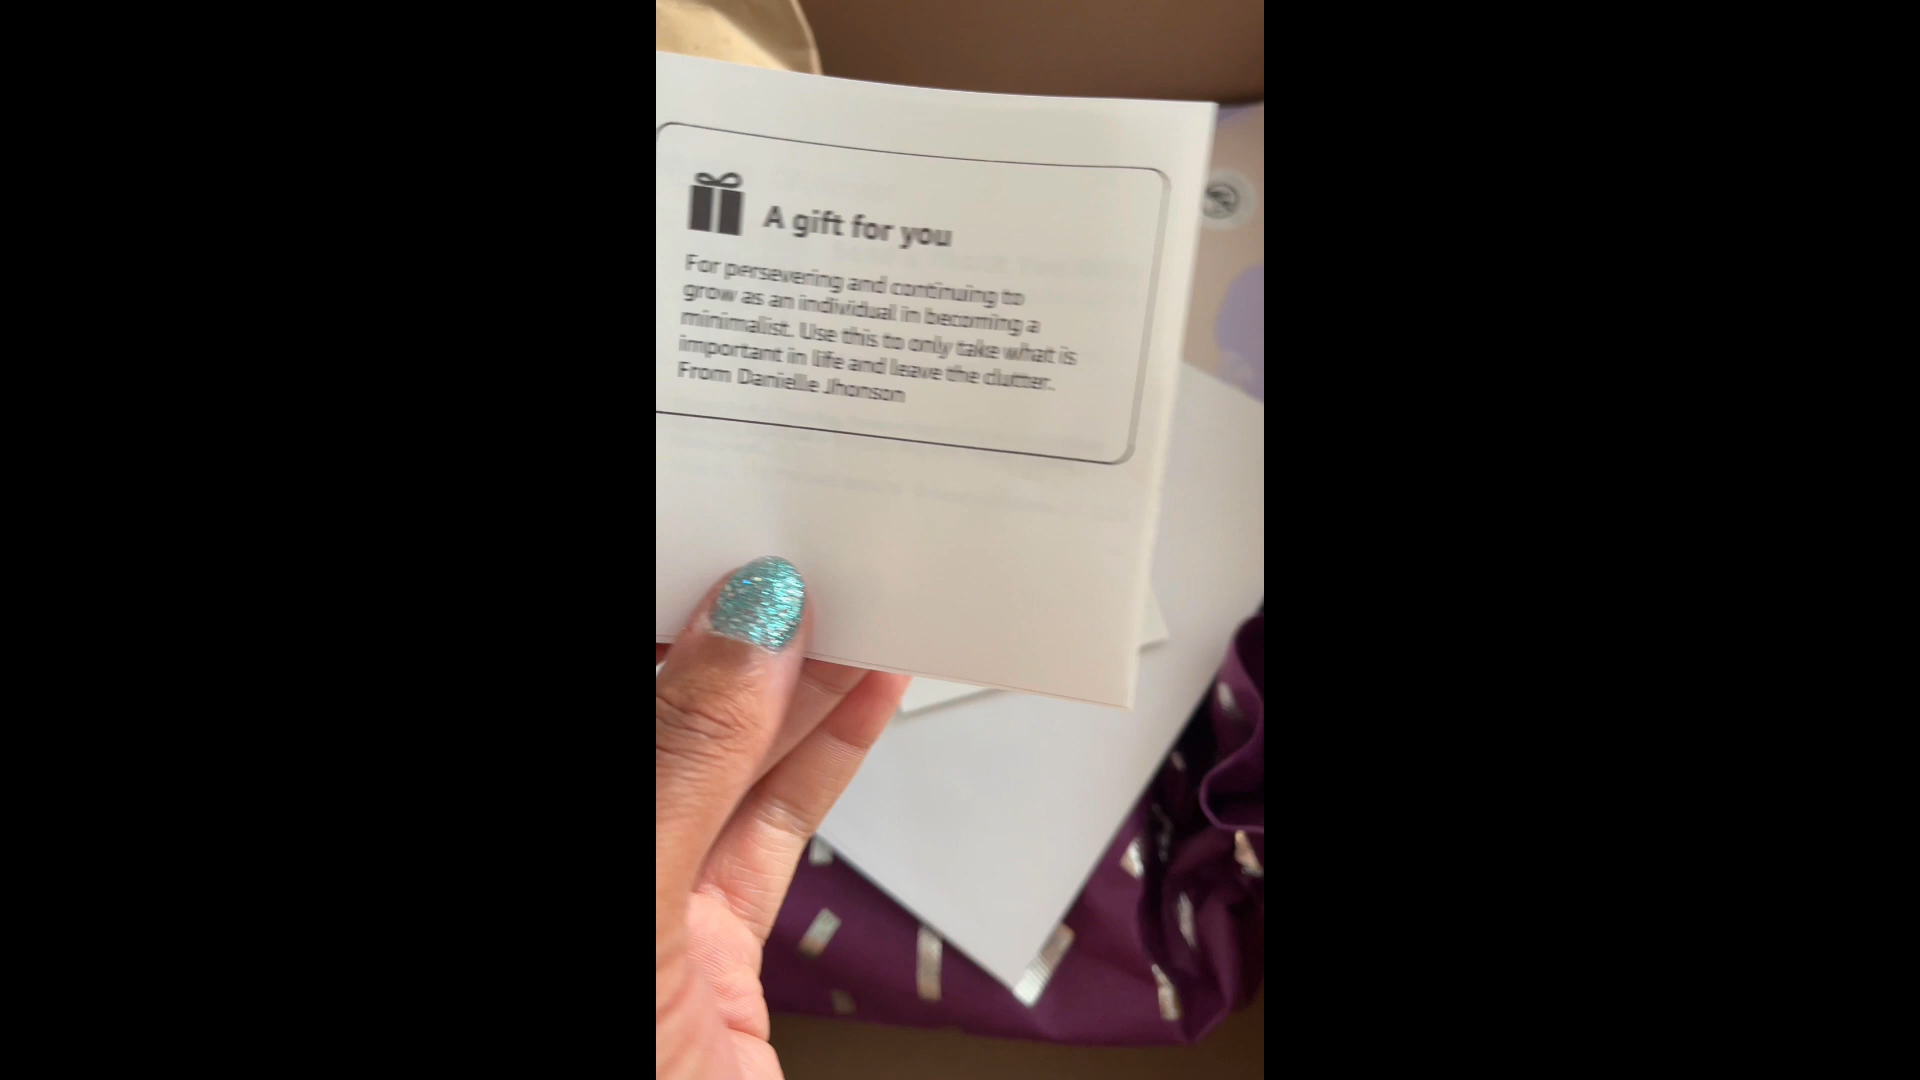 A gift for you
For persevering and continuing to
grow as an individual in becoming a
minimalist. Use this to only take what is
important in life and leave the clutter.
From Danielle Jhonson